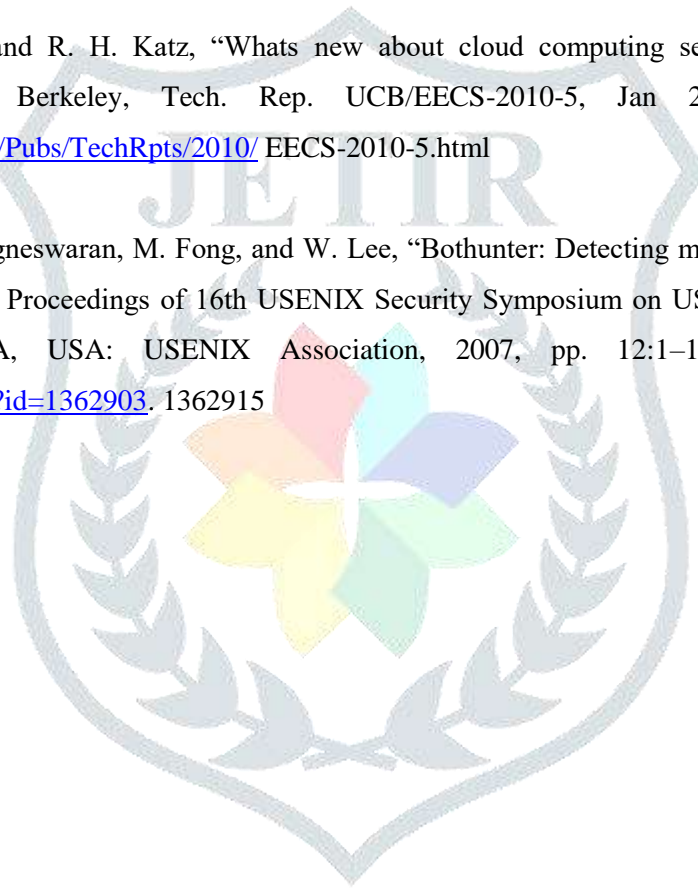 and R. H. Katz, “Whats new about cloud computing se
Berkeley, Tech. Rep. UCB/EECS-2010-5, Jan 2
/Pubs/TechRpts/2010/ EECS-2010-5.html
JETIR
gneswaran, M. Fong, and W. Lee, “Bothunter: Detecting m
Proceedings of 16th USENIX Security Symposium on US
A, USA: USENIX Association, 2007, pp. 12:1–1
?id=1362903. 1362915